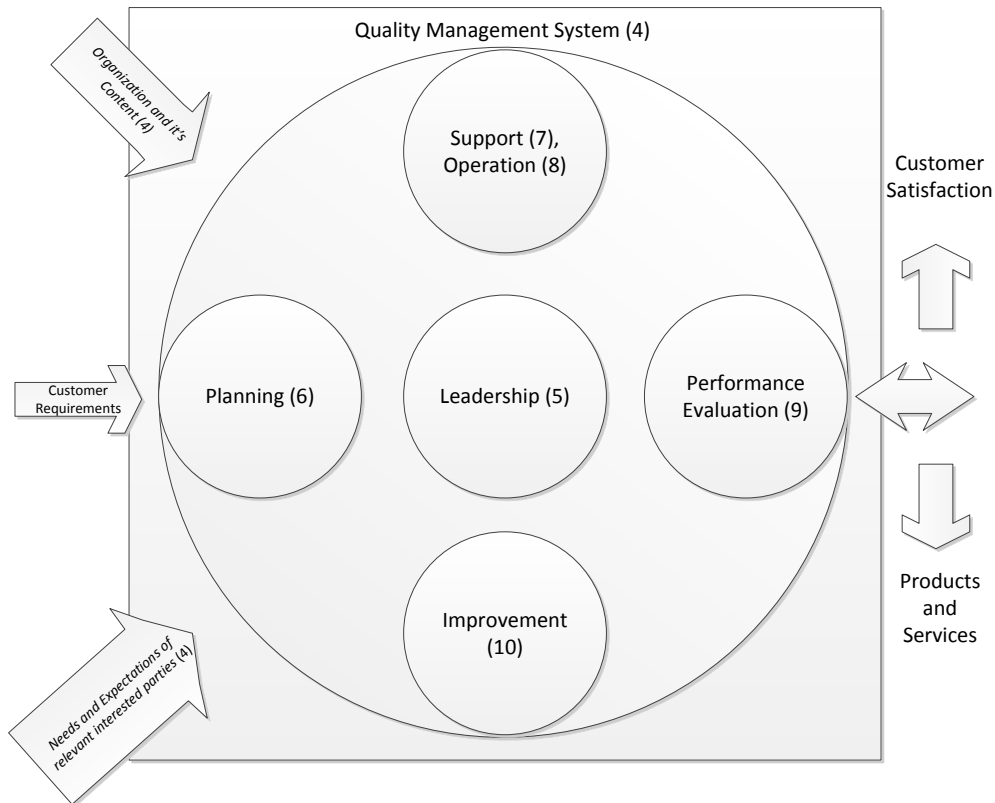 Quality Management System (4)
Organization and it's
Content (4)
Support (7),
Operation (8)
Customer
Satisfaction
Customer
Requirements
Planning (6)
Leadership (5)
Performance
Evaluation (9)
Improvement
(10)
Products
and
Services
Needs and Expectations of
relevant interested parties (4)